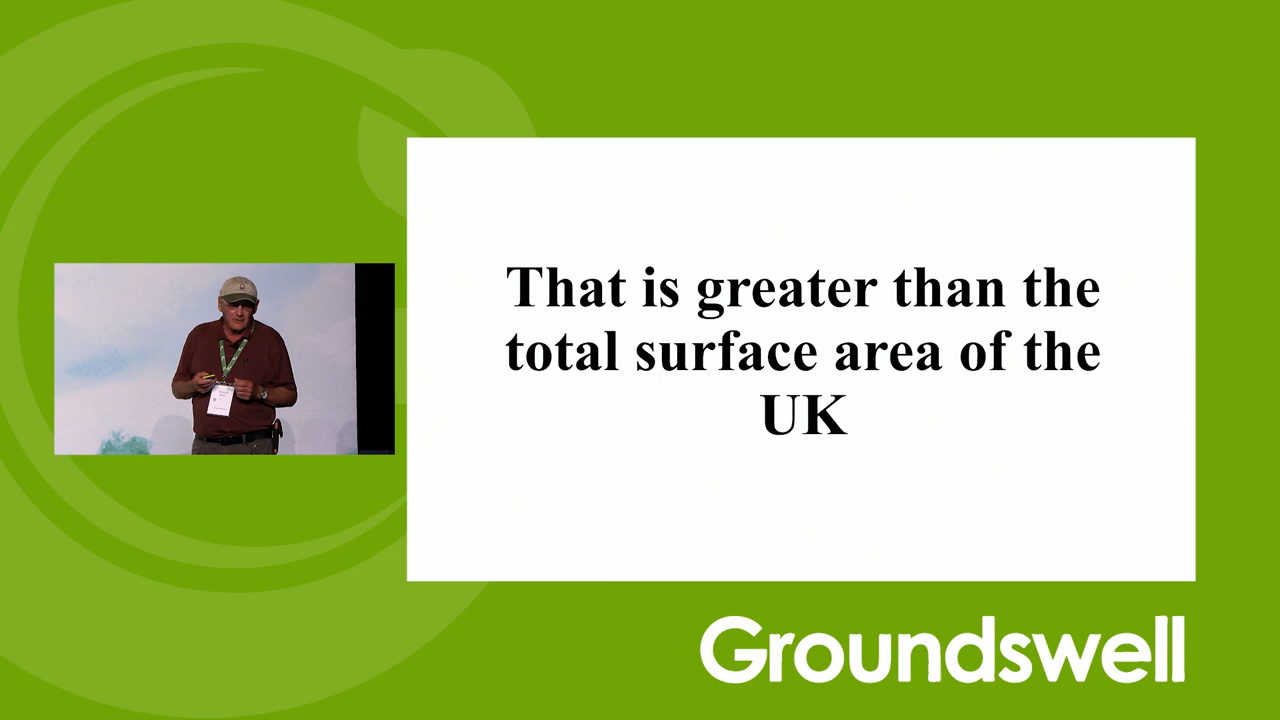 That is greater than the
total surface area of the
UK
Groundswell